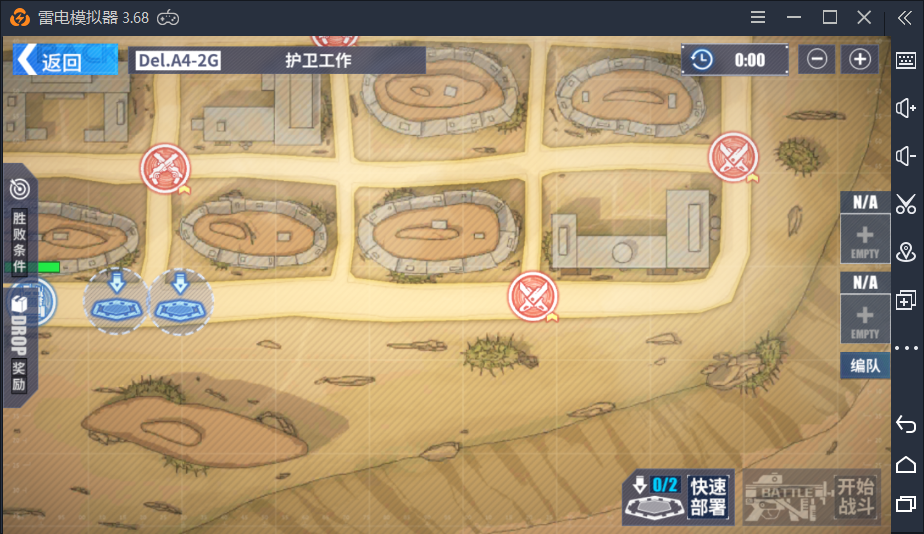 雷电模拟器 3.68
返回
Del.A4-2G
护卫工作
0:00
胜败条件
DROP 奖励
N/A
EMPTY
N/A
EMPTY
编队
0/2
快速部署
BATTLE
开始战斗